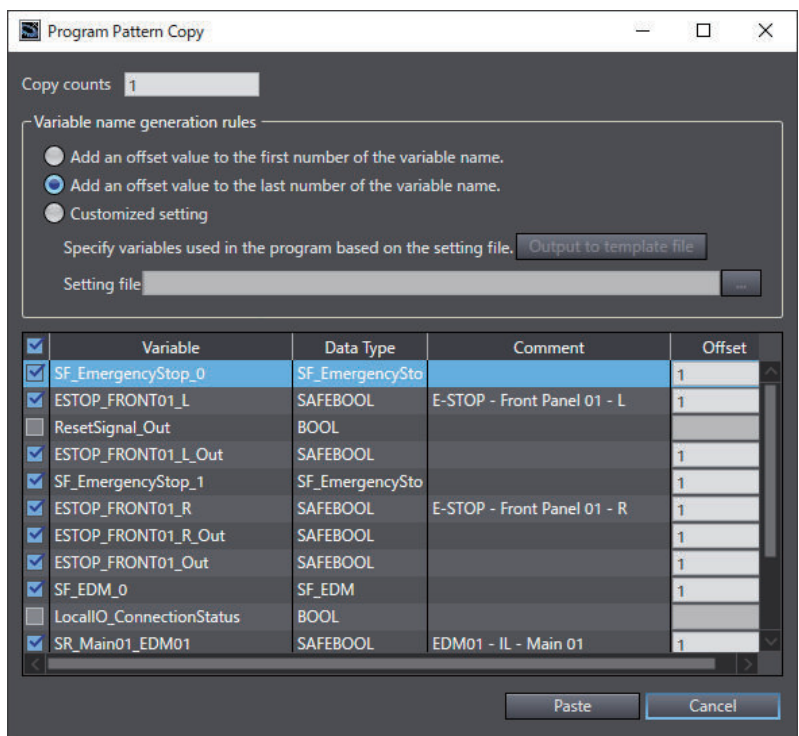 Program Pattern Copy
Copy counts 1
Variable name generation rules
Add an offset value to the first number of the variable name.
Add an offset value to the last number of the variable name.
Customized setting
Specify variables used in the program based on the setting file. Output to template file
Setting file ...
Variable Data Type Comment Offset
SF_EmergencyStop_0 SF_EmergencySto 1
ESTOP_FRONT01_L SAFEBOOL E-STOP - Front Panel 01 - L 1
ResetSignal_Out BOOL
ESTOP_FRONT01_L_Out SAFEBOOL 1
SF_EmergencyStop_1 SF_EmergencySto 1
ESTOP_FRONT01_R SAFEBOOL E-STOP - Front Panel 01 - R 1
ESTOP_FRONT01_R_Out SAFEBOOL 1
ESTOP_FRONT01_Out SAFEBOOL 1
SF_EDM_0 SF_EDM 1
LocalIO_ConnectionStatus BOOL
SR_Main01_EDM01 SAFEBOOL EDM01 - IL - Main 01 1
Paste Cancel